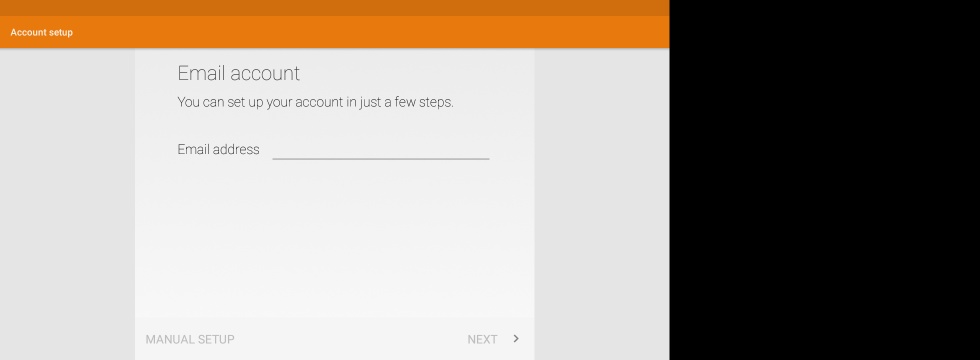 Account setup
Email account
You can set up your account in just a few steps.
Email address
MANUAL SETUP
NEXT